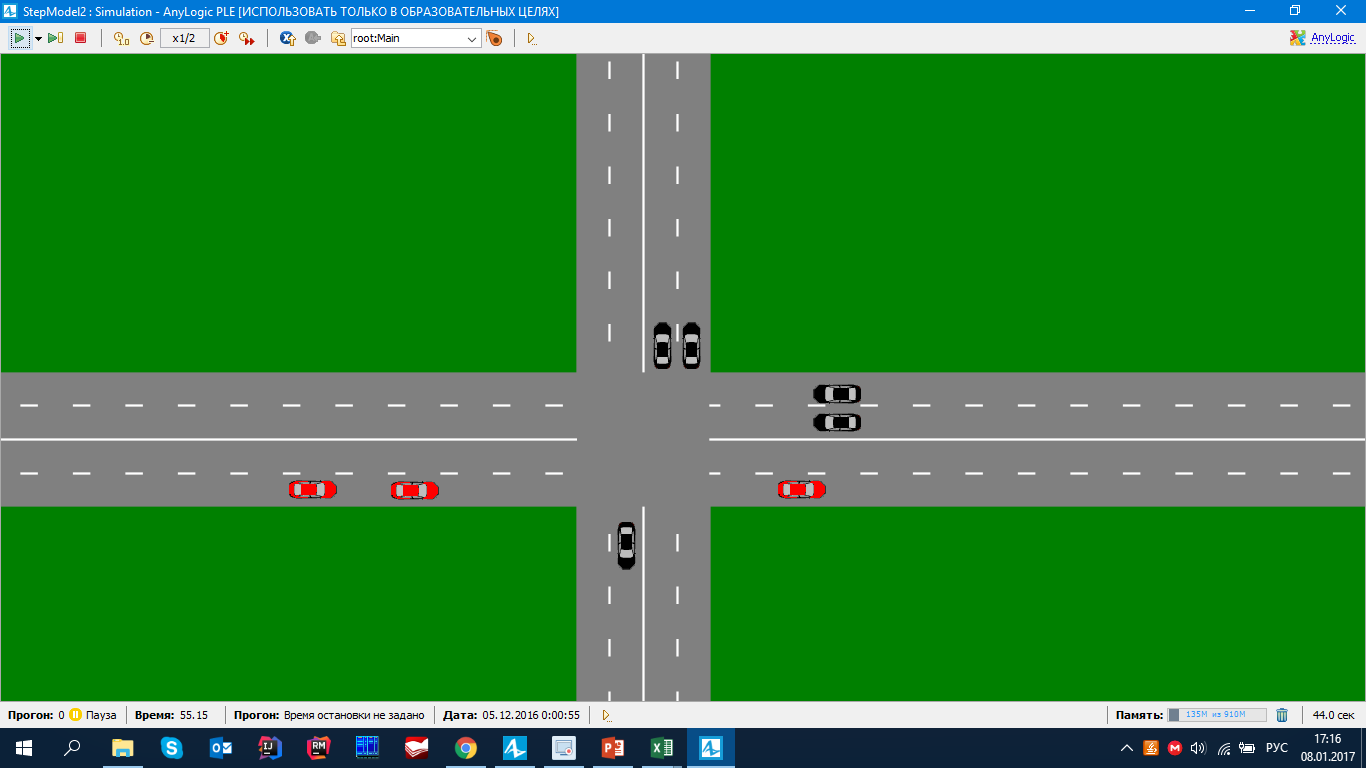 StepModel2 : Simulation - AnyLogic PLE [ИСПОЛЬЗОВАТЬ ТОЛЬКО В ОБРАЗОВАТЕЛЬНЫХ ЦЕЛЯХ]
1.0 x1/2 root:Main AnyLogic
Прогон: 0 Пауза Время: 55.15 Прогон: Время остановки не задано Дата: 05.12.2016 0:00:55 Память: 135M из 910M 44.0 сек
РУС 17:16
08.01.2017